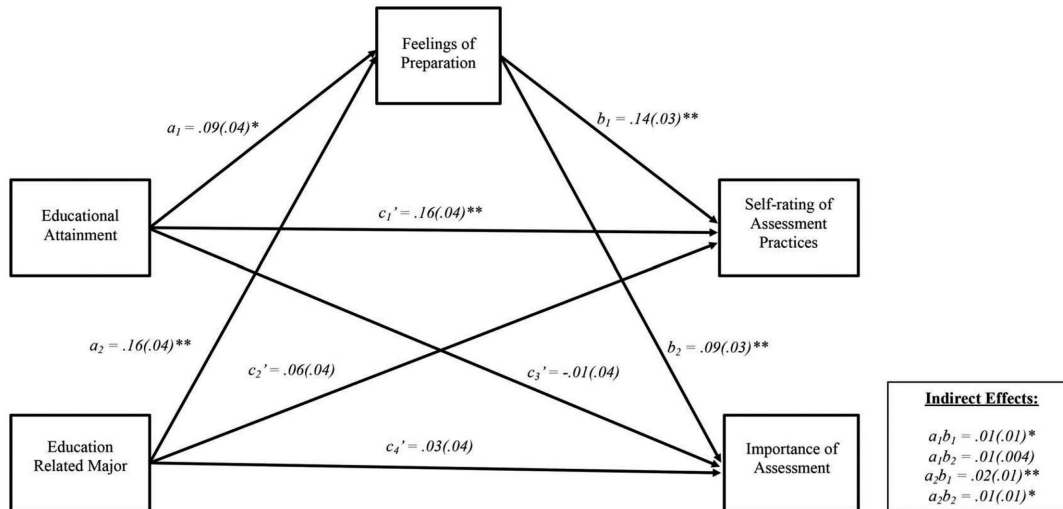 Feelings of
Preparation
a₁ = .09(.04)*
b₁ = .14(.03)**
Educational
Attainment
c₁’ = .16(.04)**
Self-rating of
Assessment
Practices
a₂ = .16(.04)**
c₂’ = .06(.04)
c₃’ = -.01(.04)
b₂ = .09(.03)**
Education
Related Major
c₄’ = .03(.04)
Importance of
Assessment
Indirect Effects:
a₁b₁ = .01(.01)*
a₁b₂ = .01(.004)
a₂b₁ = .02(.01)**
a₂b₂ = .01(.01)*